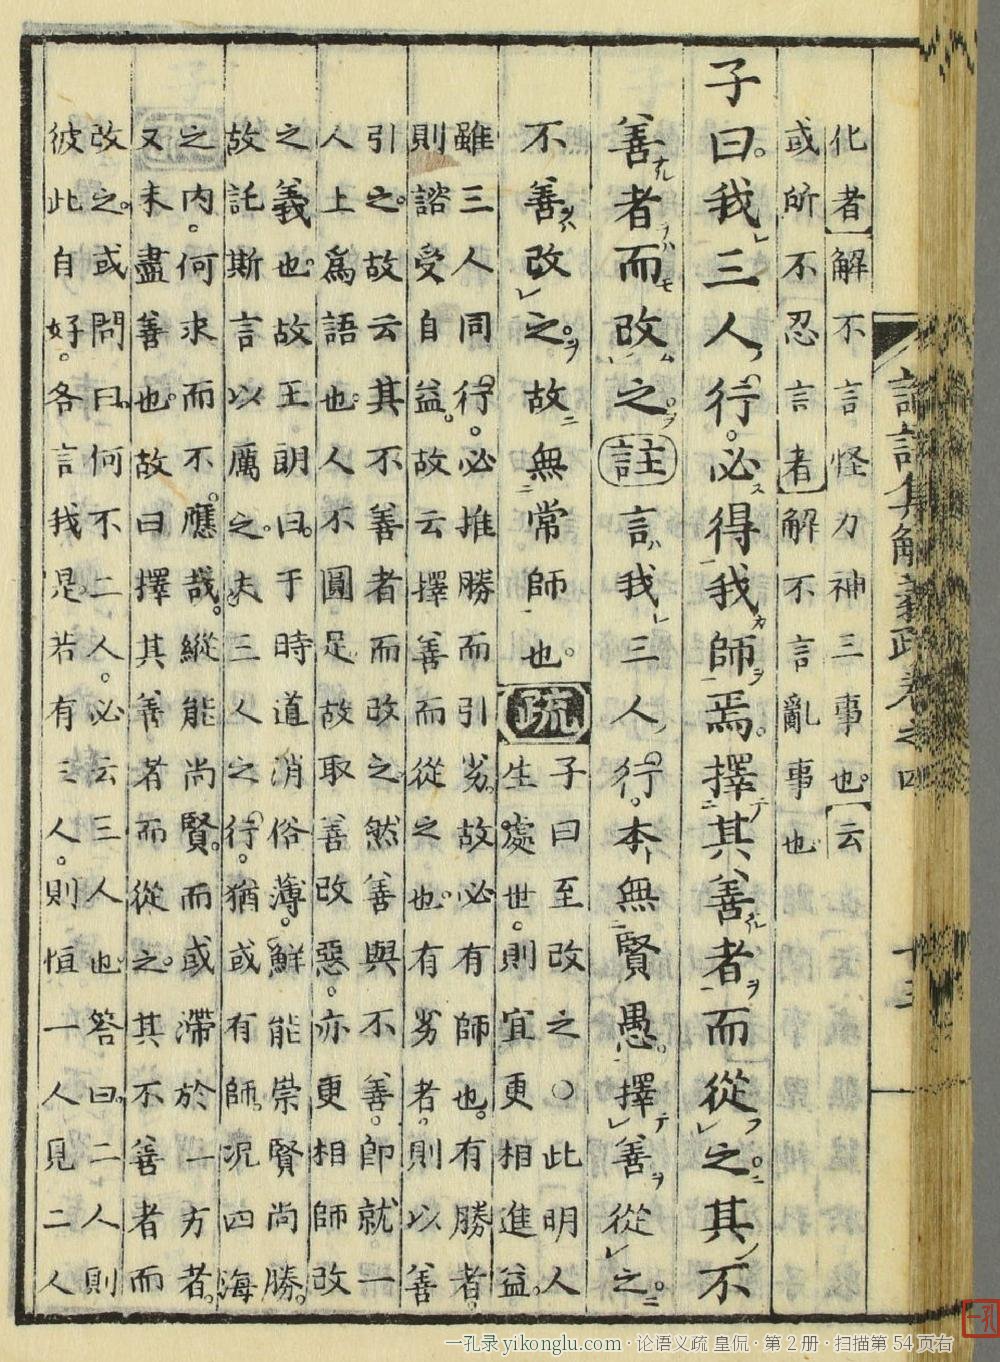 化者】解不言怪力神三事也【云
或所不忍言者】解不言亂事也
子曰。我三人行。必得我師焉。擇其善者而從之。其不
善者而改之。註言我三人行。本無賢愚。擇善從之。
不善改之。故無常師也。疏
子曰至改之○此明人
生處世。則宜更相進益。
雖三人同行。必推勝而引劣。故必有師也。有勝者。
則諮受自益。故云擇善而從之也。有劣者。則以善
引之。故云其不善者而改之。然善與不善。即就一
人上爲語也。人不圓足。故取善改惡。亦更相師改
之義也。故王朗曰。于時道消俗薄。鮮能崇賢尚勝。
故託斯言以厲之。夫三人之行。猶或有師。況四海
之内。何求而不應哉。縱能尚賢。而或滯於一方者。
又未盡善也。故曰擇其善者而從之。其不善者而
改之。或問曰。何不二人。必云三人也。答曰。二人則
彼此自好。各言我是。若有三人。則恒一人見二人
論語集解義疏卷之四
十三
一孔录 yikonglu.com · 论语义疏 皇侃 · 第 2 册 · 扫描第 54 页右
一孔